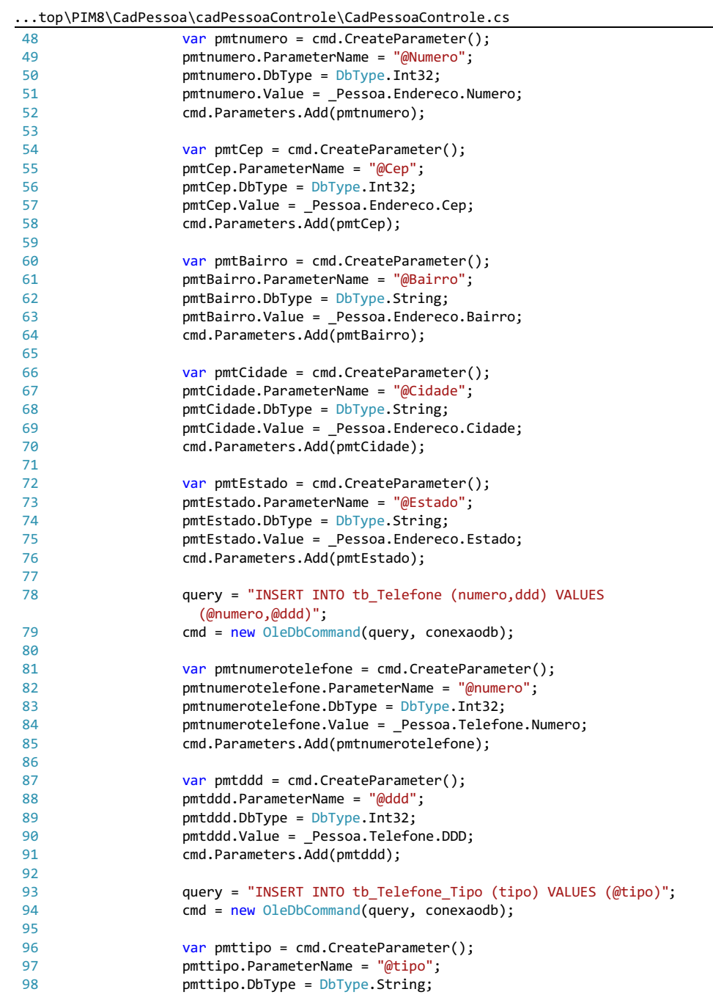 ...top\PIM8\CadPessoa\cadPessoaControle\CadPessoaControle.cs
48 var pmtnumero = cmd.CreateParameter();
49 pmtnumero.ParameterName = "@Numero";
50 pmtnumero.DbType = DbType.Int32;
51 pmtnumero.Value = _Pessoa.Endereco.Numero;
52 cmd.Parameters.Add(pmtnumero);
53
54 var pmtCep = cmd.CreateParameter();
55 pmtCep.ParameterName = "@Cep";
56 pmtCep.DbType = DbType.Int32;
57 pmtCep.Value = _Pessoa.Endereco.Cep;
58 cmd.Parameters.Add(pmtCep);
59
60 var pmtBairro = cmd.CreateParameter();
61 pmtBairro.ParameterName = "@Bairro";
62 pmtBairro.DbType = DbType.String;
63 pmtBairro.Value = _Pessoa.Endereco.Bairro;
64 cmd.Parameters.Add(pmtBairro);
65
66 var pmtCidade = cmd.CreateParameter();
67 pmtCidade.ParameterName = "@Cidade";
68 pmtCidade.DbType = DbType.String;
69 pmtCidade.Value = _Pessoa.Endereco.Cidade;
70 cmd.Parameters.Add(pmtCidade);
71
72 var pmtEstado = cmd.CreateParameter();
73 pmtEstado.ParameterName = "@Estado";
74 pmtEstado.DbType = DbType.String;
75 pmtEstado.Value = _Pessoa.Endereco.Estado;
76 cmd.Parameters.Add(pmtEstado);
77
78 query = "INSERT INTO tb_Telefone (numero,ddd) VALUES
(@numero,@ddd)";
79 cmd = new OleDbCommand(query, conexaodb);
80
81 var pmtnumerotelefone = cmd.CreateParameter();
82 pmtnumerotelefone.ParameterName = "@numero";
83 pmtnumerotelefone.DbType = DbType.Int32;
84 pmtnumerotelefone.Value = _Pessoa.Telefone.Numero;
85 cmd.Parameters.Add(pmtnumerotelefone);
86
87 var pmtddd = cmd.CreateParameter();
88 pmtddd.ParameterName = "@ddd";
89 pmtddd.DbType = DbType.Int32;
90 pmtddd.Value = _Pessoa.Telefone.DDD;
91 cmd.Parameters.Add(pmtddd);
92
93 query = "INSERT INTO tb_Telefone_Tipo (tipo) VALUES (@tipo)";
94 cmd = new OleDbCommand(query, conexaodb);
95
96 var pmttipo = cmd.CreateParameter();
97 pmttipo.ParameterName = "@tipo";
98 pmttipo.DbType = DbType.String;